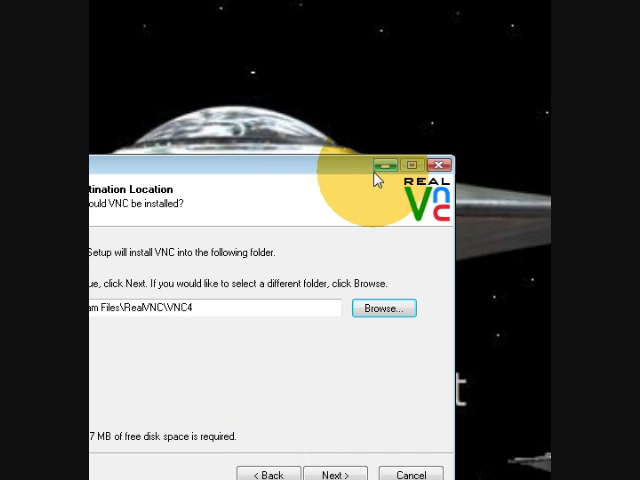 tination Location
ould VNC be installed?
REAL
Vnc
Setup will install VNC into the following folder.
ue, click Next. If you would like to select a different folder, click Browse.
am Files\RealVNC\VNC4
Browse...
t
7 MB of free disk space is required.
< Back
Next >
Cancel